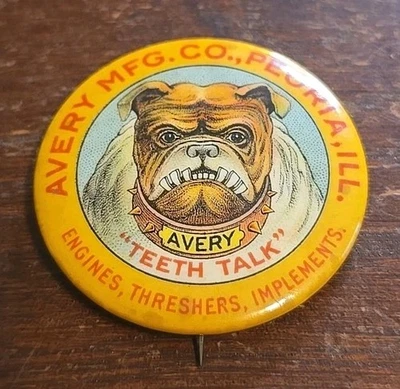 AVERY MFG. CO., PEORIA, ILL.
AVERY
"TEETH TALK"
ENGINES, THRESHERS, IMPLEMENTS.